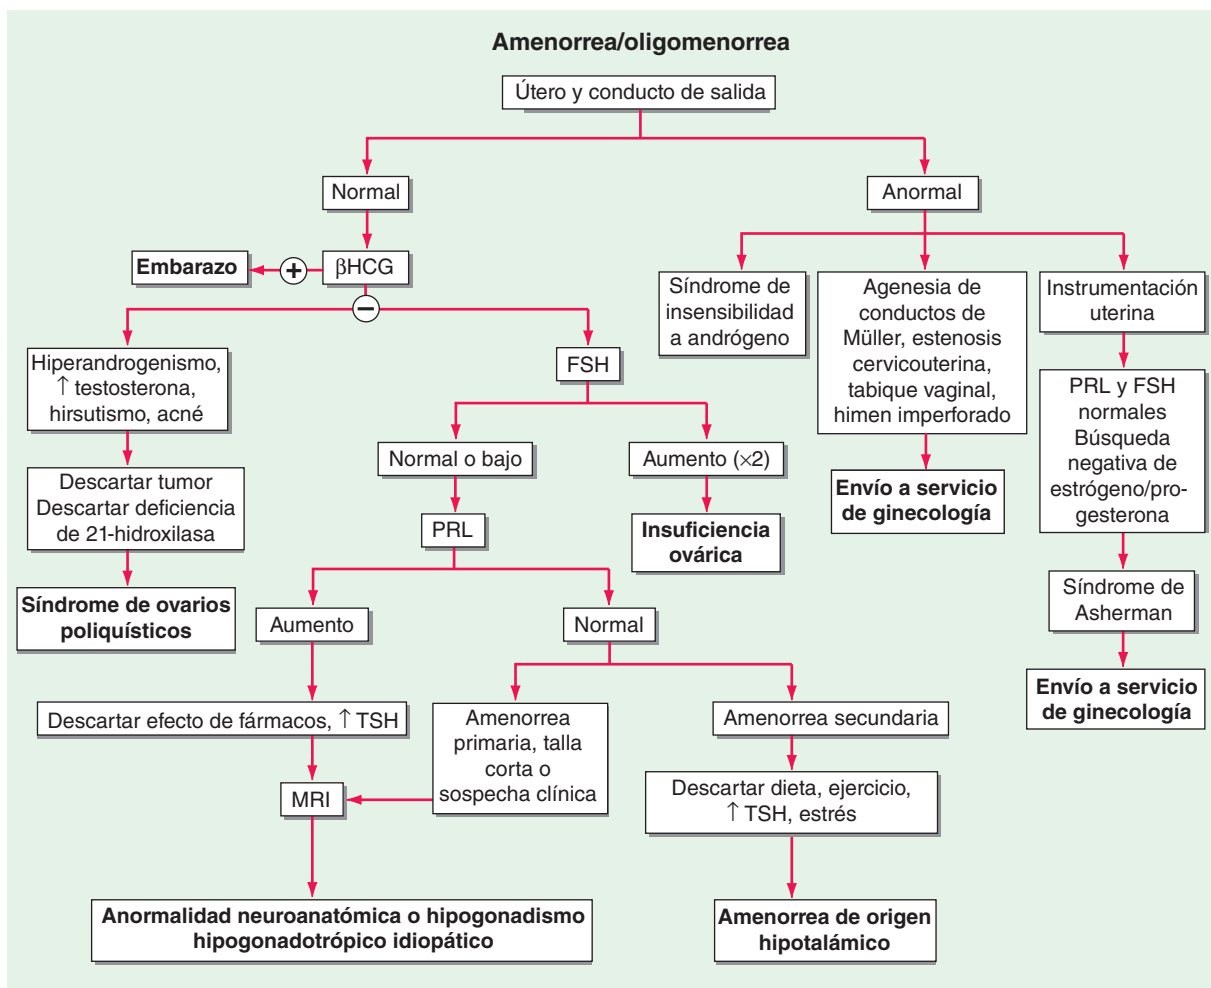 Amenorrea/oligomenorrea
Útero y conducto de salida
Normal
Anormal
Embarazo
+
βHCG
−
Síndrome de
insensibilidad
a andrógeno
Agenesia de
conductos de
Müller, estenosis
cervicouterina,
tabique vaginal,
himen imperforado
Instrumentación
uterina
Hiperandrogenismo,
↑ testosterona,
hirsutismo, acné
FSH
PRL y FSH
normales
Búsqueda
negativa de
estrógeno/pro-
gesterona
Normal o bajo
Aumento (×2)
Descartar tumor
Descartar deficiencia
de 21-hidroxilasa
Envío a servicio
de ginecología
PRL
Insuficiencia
ovárica
Síndrome de ovarios
poliquísticos
Aumento
Normal
Síndrome de
Asherman
Envío a servicio
de ginecología
Descartar efecto de fármacos, ↑ TSH
Amenorrea
primaria, talla
corta o
sospecha clínica
Amenorrea secundaria
MRI
Descartar dieta, ejercicio,
↑ TSH, estrés
Anormalidad neuroanatómica o hipogonadismo
hipogonadotrópico idiopático
Amenorrea de origen
hipotalámico